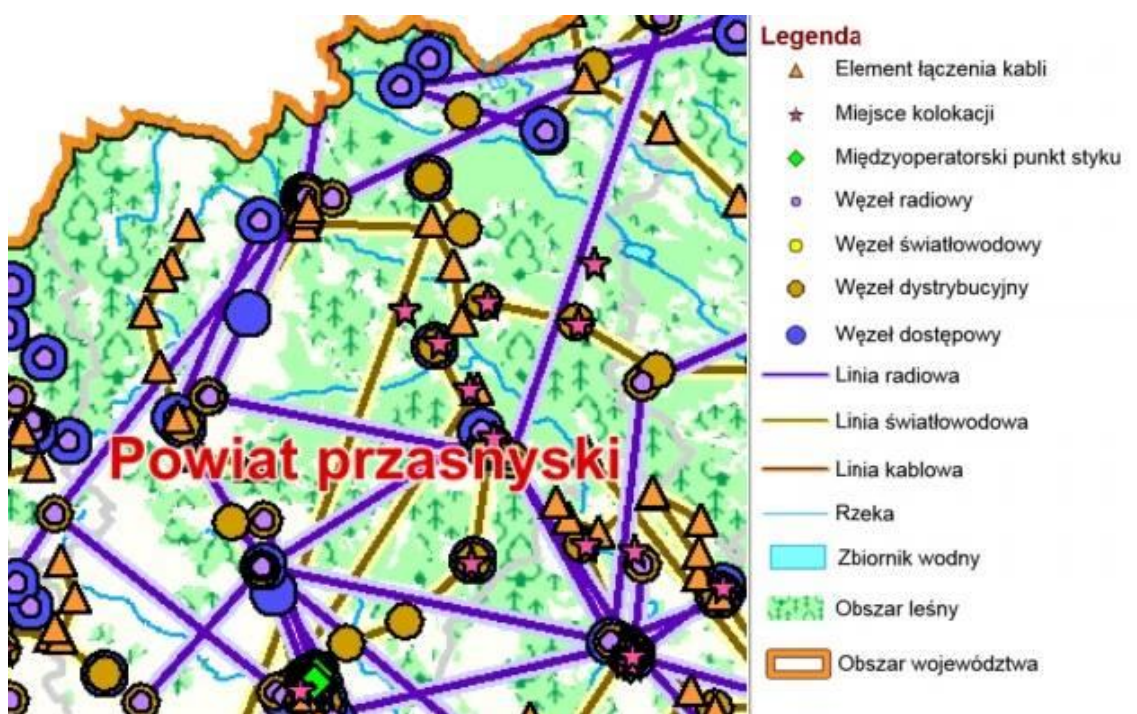 Powiat przasnyski
Legenda
Element łączenia kabli
Miejsce kolokacji
Międzyoperatorski punkt styku
Węzeł radiowy
Węzeł światłowodowy
Węzeł dystrybucyjny
Węzeł dostępowy
Linia radiowa
Linia światłowodowa
Linia kablowa
Rzeka
Zbiornik wodny
Obszar leśny
Obszar województwa